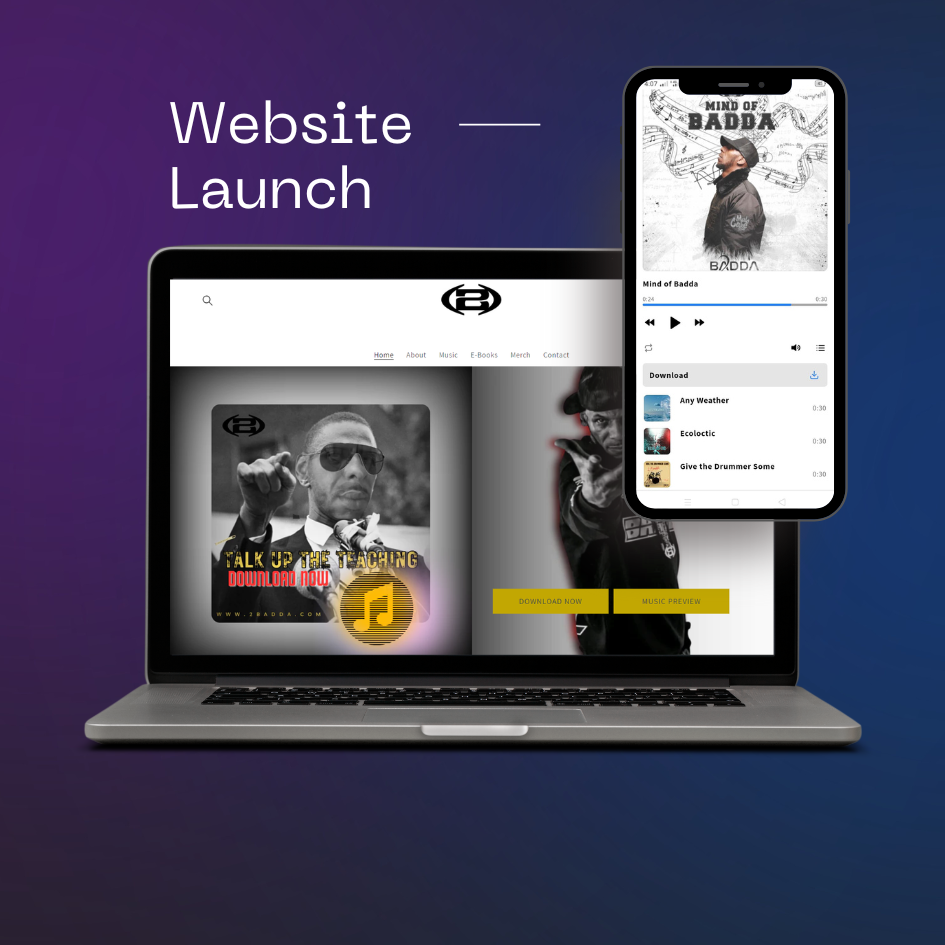 Website
Launch
Home About Music E-Books Merch Contact
TALK UP THE TEACHING
DOWNLOAD NOW
WWW.2BADDA.COM
DOWNLOAD NOW
MUSIC PREVIEW
4:07
MIND OF
BADDA
BADDA
Mind of Badda
0:24
0:30
Download
Any Weather
0:30
Ecoloctic
0:30
Give the Drummer Some
0:30